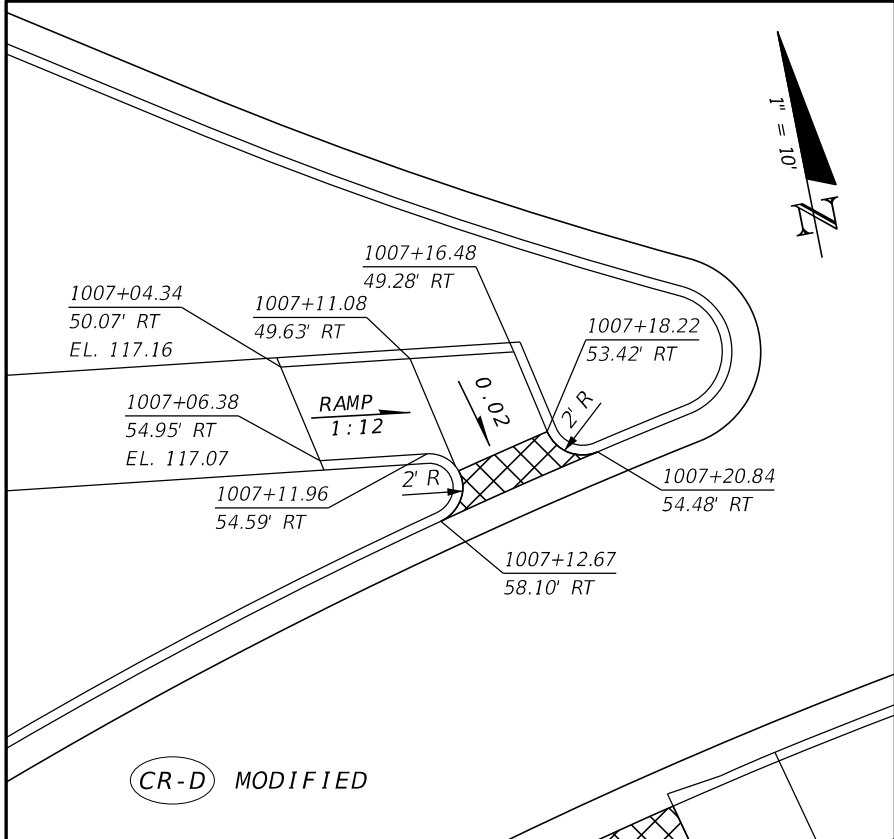 1" = 10'
N
1007+16.48
49.28' RT
1007+04.34
50.07' RT
EL. 117.16
1007+11.08
49.63' RT
1007+18.22
53.42' RT
0.02
2' R
RAMP
1:12
1007+06.38
54.95' RT
EL. 117.07
2' R
1007+11.96
54.59' RT
1007+20.84
54.48' RT
1007+12.67
58.10' RT
CR-D MODIFIED